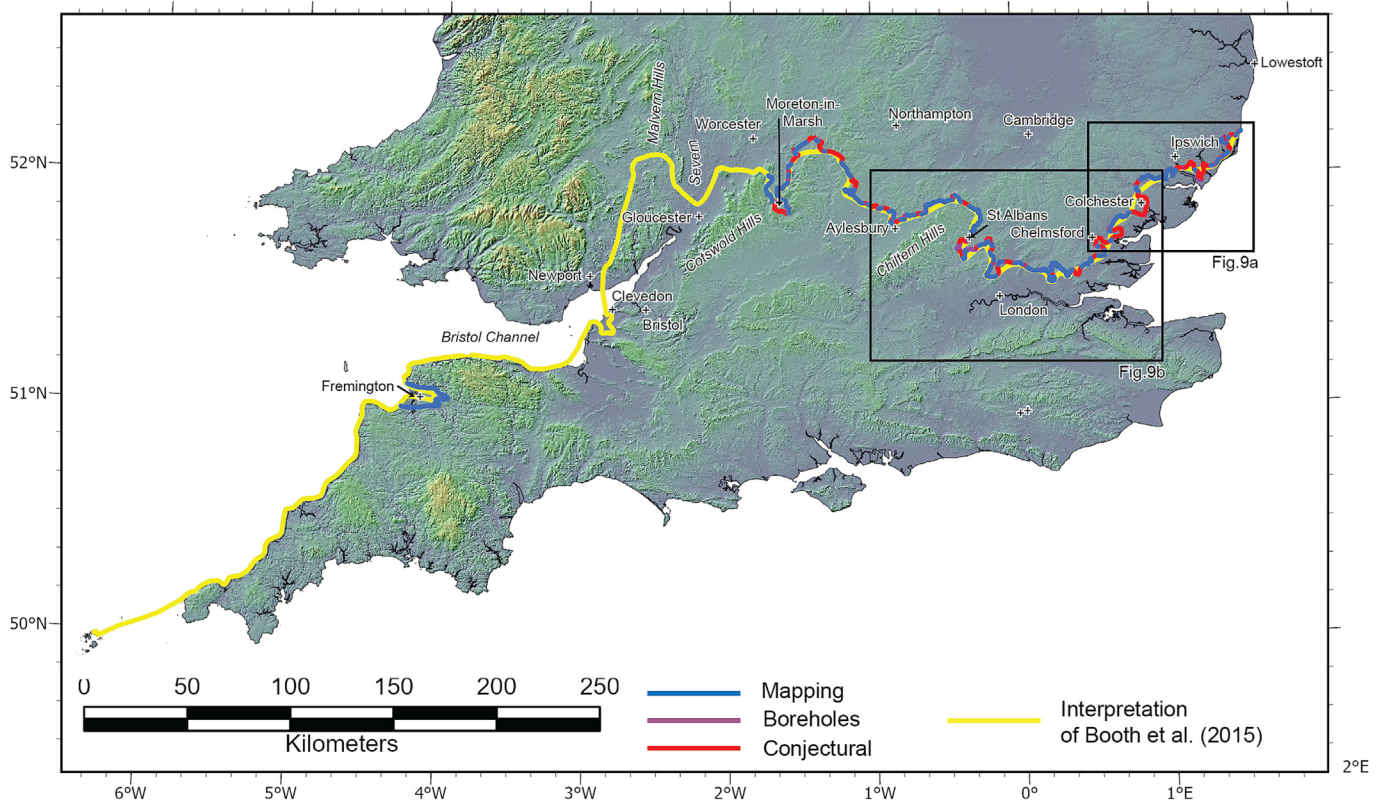 Lowestoft
Malvern Hills
Moreton-in-
Marsh
Worcester
Northampton
Cambridge
Severn
Ipswich
52°N
Gloucester
Cotswold Hills
Aylesbury
Chiltern Hills
St Albans
Colchester
Chelmsford
Fig.9a
Newport
Clevedon
Bristol
London
Bristol Channel
Fig.9b
Fremington
51°N
50°N
0 50 100 150 200 250
Kilometers
Mapping
Boreholes
Conjectural
Interpretation
of Booth et al. (2015)
2°E
6°W 5°W 4°W 3°W 2°W 1°W 0° 1°E